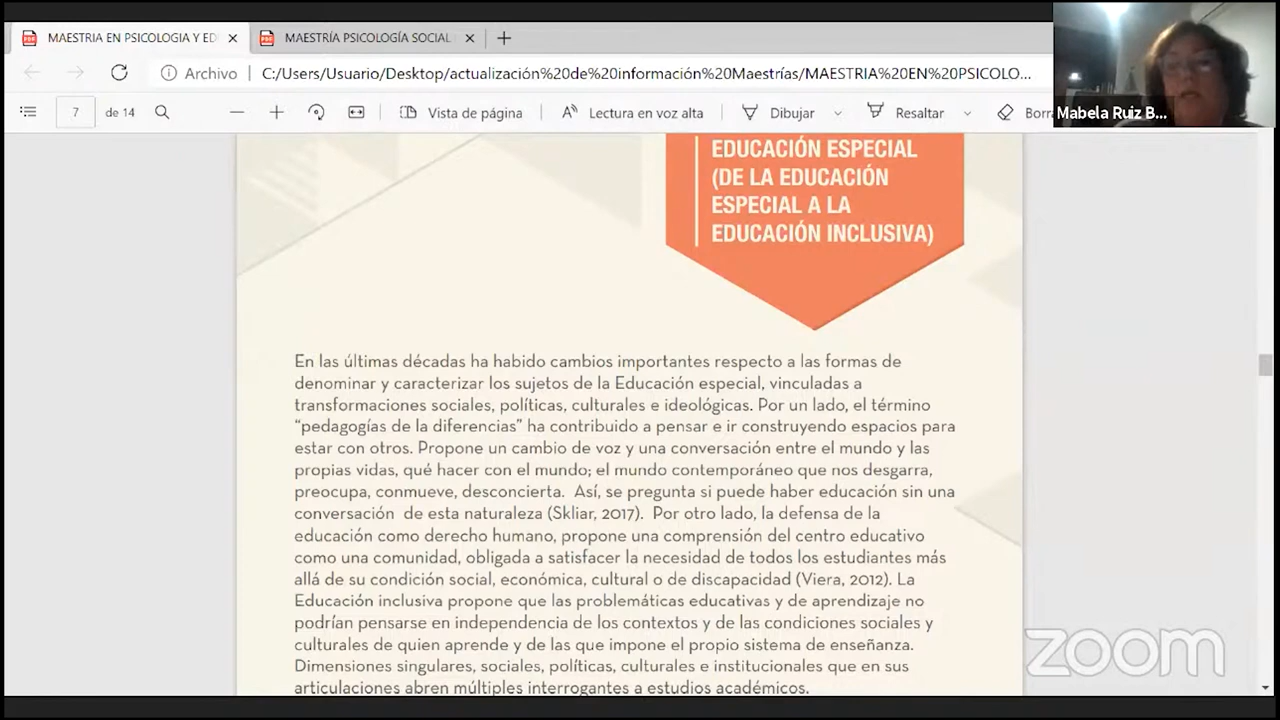 MAESTRIA EN PSICOLOGIA Y ED
MAESTRÍA PSICOLOGÍA SOCIAL
Archivo
C:/Users/Usuario/Desktop/actualización%20de%20información%20Maestrías/MAESTRIA%20EN%20PSICOLO...
7 de 14
Vista de página
Lectura en voz alta
Dibujar
Resaltar
Borr
Mabela Ruiz B...
EDUCACIÓN ESPECIAL
(DE LA EDUCACIÓN
ESPECIAL A LA
EDUCACIÓN INCLUSIVA)
En las últimas décadas ha habido cambios importantes respecto a las formas de
denominar y caracterizar los sujetos de la Educación especial, vinculadas a
transformaciones sociales, políticas, culturales e ideológicas. Por un lado, el término
“pedagogías de la diferencias” ha contribuido a pensar e ir construyendo espacios para
estar con otros. Propone un cambio de voz y una conversación entre el mundo y las
propias vidas, qué hacer con el mundo; el mundo contemporáneo que nos desgarra,
preocupa, conmueve, desconcierta. Así, se pregunta si puede haber educación sin una
conversación de esta naturaleza (Skliar, 2017). Por otro lado, la defensa de la
educación como derecho humano, propone una comprensión del centro educativo
como una comunidad, obligada a satisfacer la necesidad de todos los estudiantes más
allá de su condición social, económica, cultural o de discapacidad (Viera, 2012). La
Educación inclusiva propone que las problemáticas educativas y de aprendizaje no
podrían pensarse en independencia de los contextos y de las condiciones sociales y
culturales de quien aprende y de las que impone el propio sistema de enseñanza.
Dimensiones singulares, sociales, políticas, culturales e institucionales que en sus
articulaciones abren múltiples interrogantes a estudios académicos.
zoom